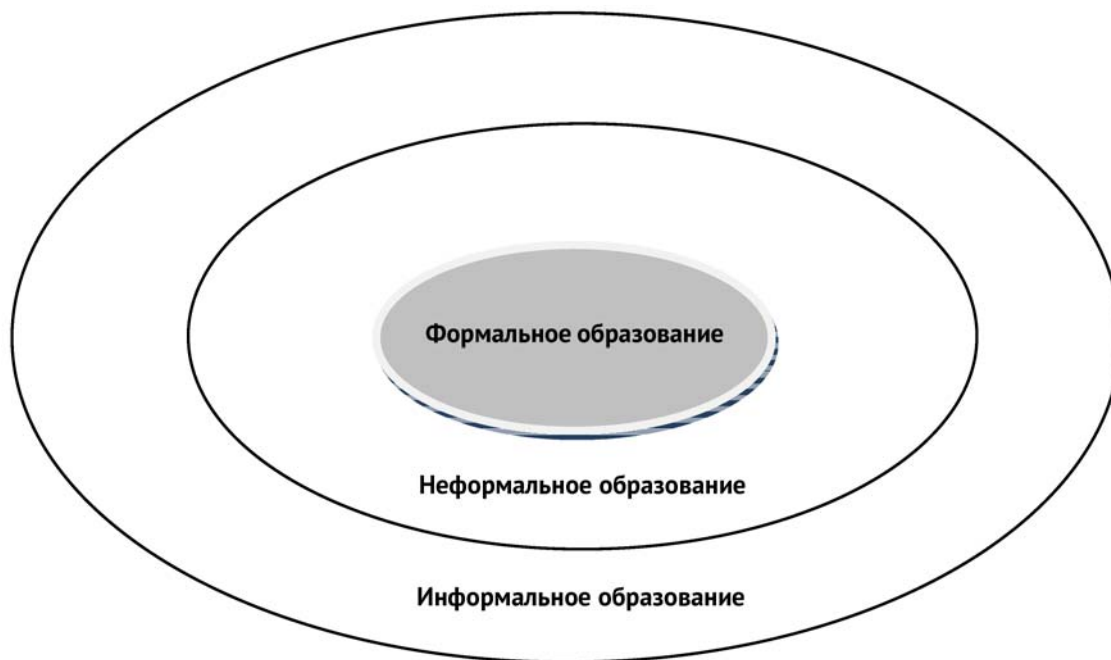 Формальное образование
Неформальное образование
Информальное образование